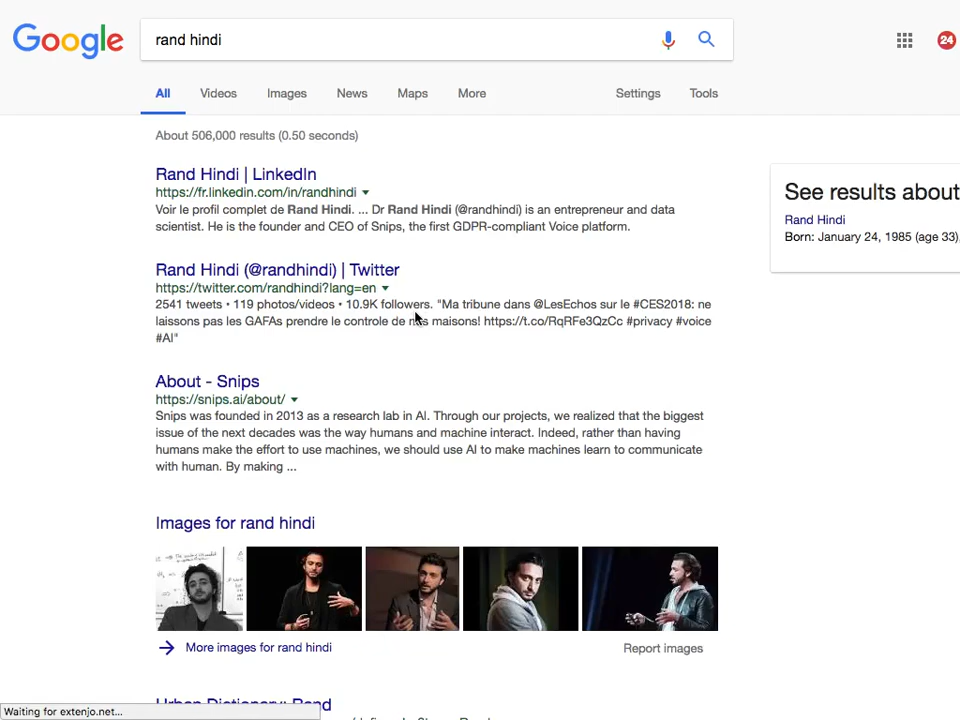 Google
rand hindi
24
All Videos Images News Maps More Settings Tools
About 506,000 results (0.50 seconds)
Rand Hindi | LinkedIn
https://fr.linkedin.com/in/randhindi
Voir le profil complet de Rand Hindi. ... Dr Rand Hindi (@randhindi) is an entrepreneur and data
scientist. He is the founder and CEO of Snips, the first GDPR-compliant Voice platform.
Rand Hindi (@randhindi) | Twitter
https://twitter.com/randhindi?lang=en
2541 tweets • 119 photos/videos • 10.9K followers. "Ma tribune dans @LesEchos sur le #CES2018: ne
laissons pas les GAFAs prendre le controle de nos maisons! https://t.co/RqRFe3QzCc #privacy #voice
#AI"
About - Snips
https://snips.ai/about/
Snips was founded in 2013 as a research lab in AI. Through our projects, we realized that the biggest
issue of the next decades was the way humans and machine interact. Indeed, rather than having
humans make the effort to use machines, we should use AI to make machines learn to communicate
with human. By making ...
Images for rand hindi
More images for rand hindi
Report images
Urban Dictionary: Rand
Waiting for extenjo.net...
See results about
Rand Hindi
Born: January 24, 1985 (age 33),